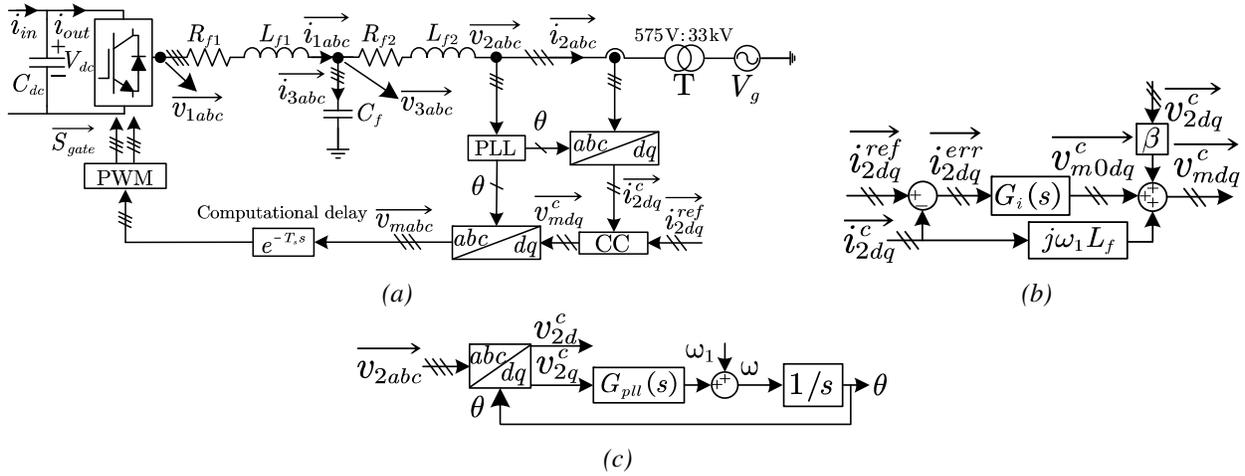 i_in i_out R_f1 L_f1 i_1abc R_f2 L_f2 v_2abc i_2abc 575V:33kV
C_dc + V_dc −
v_1abc i_3abc C_f v_3abc T V_g
S_gate
PWM
PLL θ abc dq
θ
i^c_2dq
Computational delay v_mabc v^c_mdq i^ref_2dq
e^{-T_s s} abc dq CC
(a)
v^c_2dq
β
i^ref_2dq i^err_2dq v^c_m0dq v^c_mdq
+ − G_i(s) + + +
i^c_2dq jω_1L_f
(b)
v_2abc abc dq v^c_2d
v^c_2q G_pll(s) ω_1 + + ω 1/s θ
θ
(c)